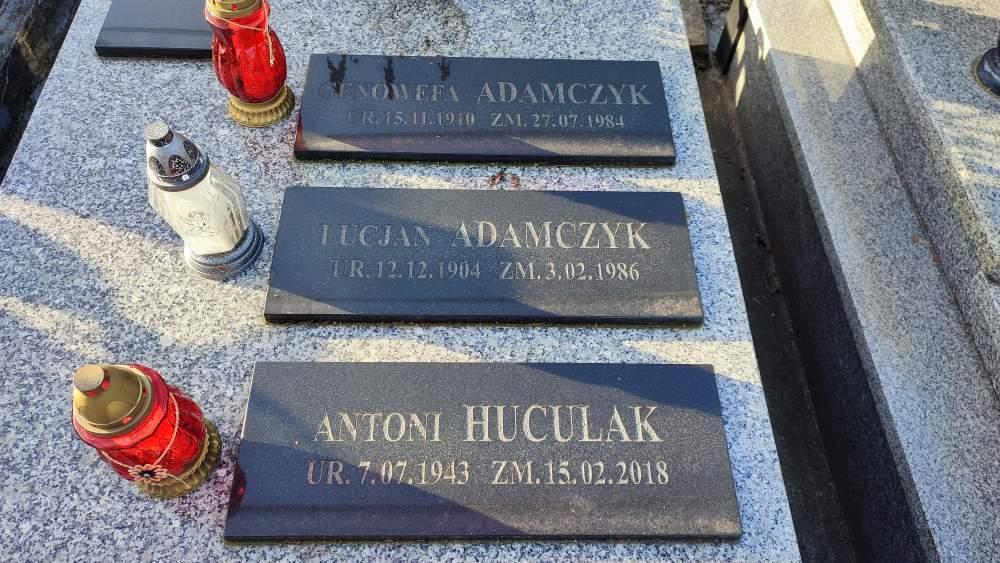 GENOWEFA ADAMCZYK
UR. 15.11.1910 ZM. 27.07.1984
LUCJAN ADAMCZYK
UR. 12.12.1904 ZM. 3.02.1986
ANTONI HUCULAK
UR. 7.07.1943 ZM. 15.02.2018